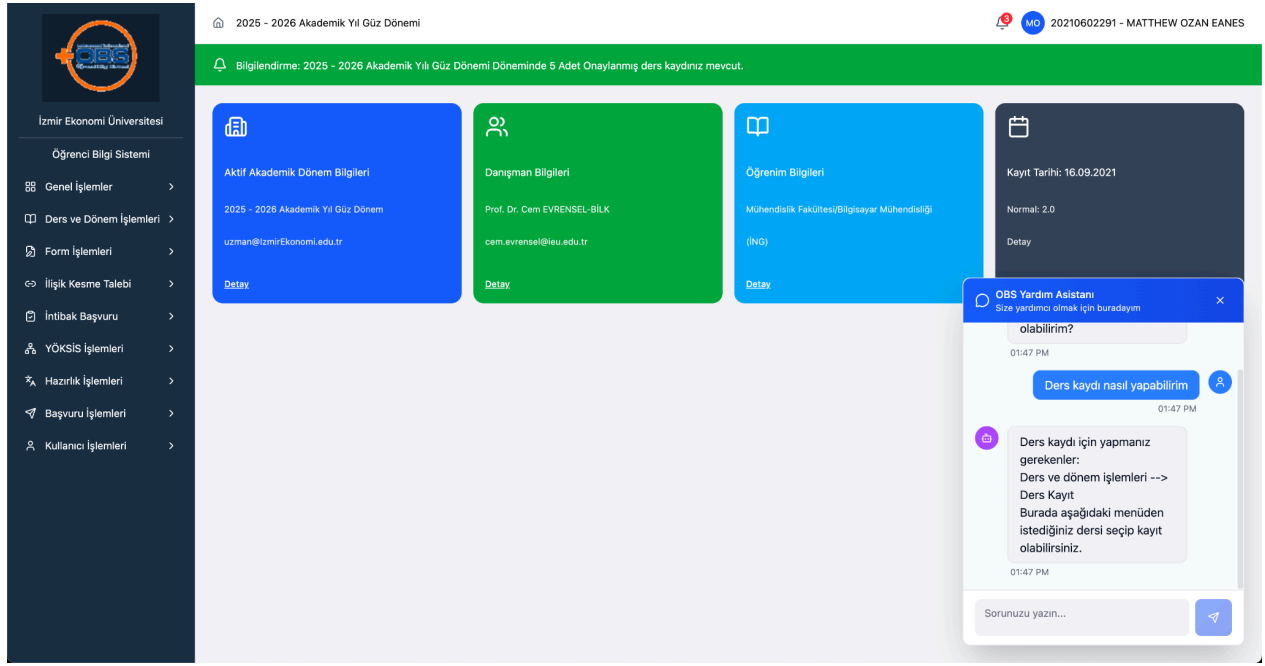 OBS
İzmir Ekonomi Üniversitesi
Öğrenci Bilgi Sistemi
Genel İşlemler
Ders ve Dönem İşlemleri
Form İşlemleri
İlişik Kesme Talebi
İntibak Başvuru
YÖKSİS İşlemleri
Hazırlık İşlemleri
Başvuru İşlemleri
Kullanıcı İşlemleri
2025 - 2026 Akademik Yıl Güz Dönemi
3
MO
20210602291 - MATTHEW OZAN EANES
Bilgilendirme: 2025 - 2026 Akademik Yılı Güz Dönemi Döneminde 5 Adet Onaylanmış ders kaydınız mevcut.
Aktif Akademik Dönem Bilgileri
2025 - 2026 Akademik Yıl Güz Dönem
uzman@IzmirEkonomi.edu.tr
Detay
Danışman Bilgileri
Prof. Dr. Cem EVRENSEL-BİLK
cem.evrensel@ieu.edu.tr
Detay
Öğrenim Bilgileri
Mühendislik Fakültesi/Bilgisayar Mühendisliği
(İNG)
Detay
Kayıt Tarihi: 16.09.2021
Normal: 2.0
Detay
OBS Yardım Asistanı
Size yardımcı olmak için buradayım
olabilirim?
01:47 PM
Ders kaydı nasıl yapabilirim
01:47 PM
Ders kaydı için yapmanız
gerekenler:
Ders ve dönem işlemleri -->
Ders Kayıt
Burada aşağıdaki menüden
istediğiniz dersi seçip kayıt
olabilirsiniz.
01:47 PM
Sorunuzu yazın...